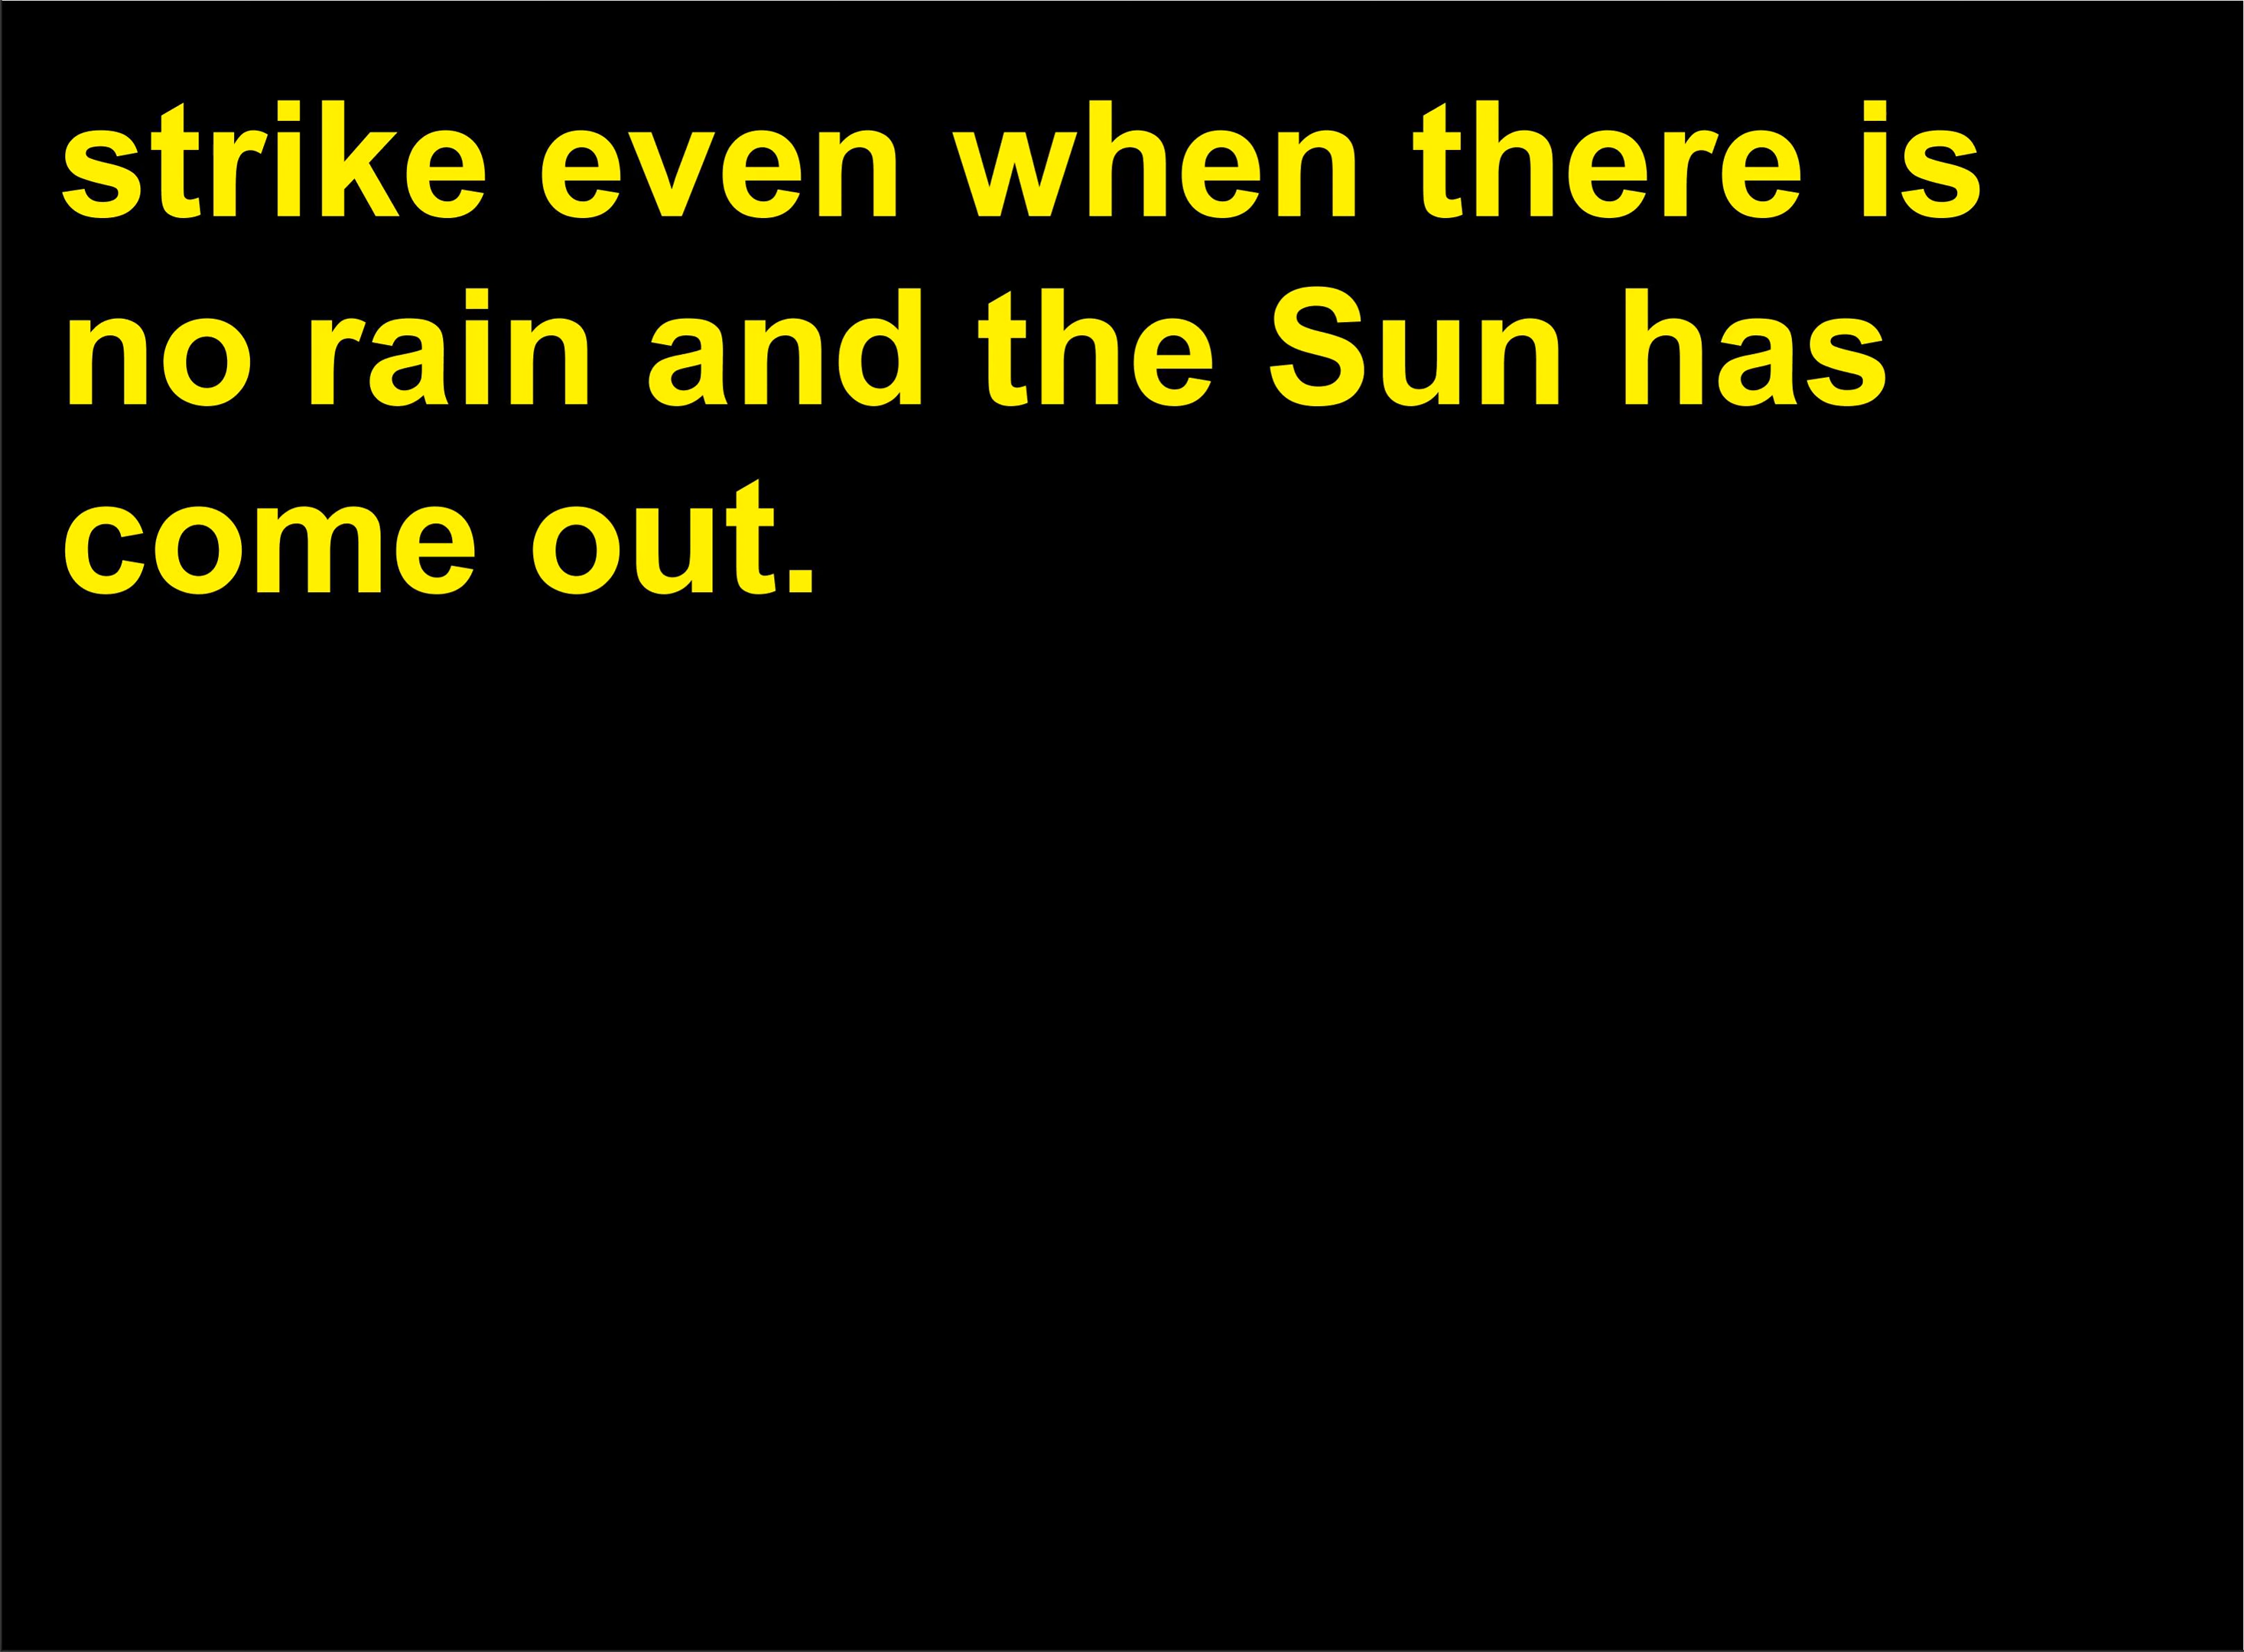 strike even when there is
no rain and the Sun has
come out.